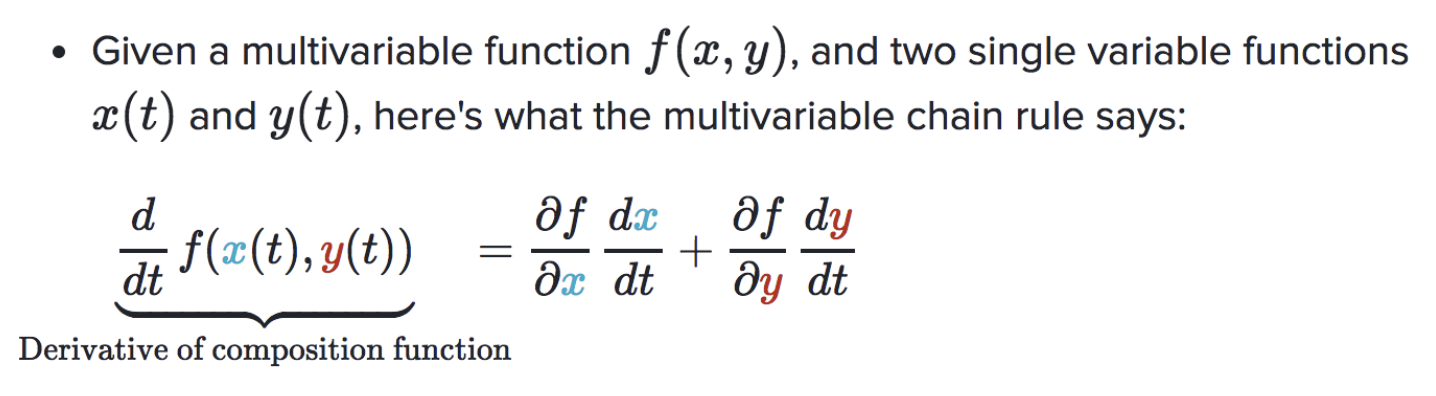 • Given a multivariable function f(x, y), and two single variable functions
x(t) and y(t), here's what the multivariable chain rule says:
d/dt f(x(t), y(t)) = ∂f/∂x dx/dt + ∂f/∂y dy/dt
Derivative of composition function